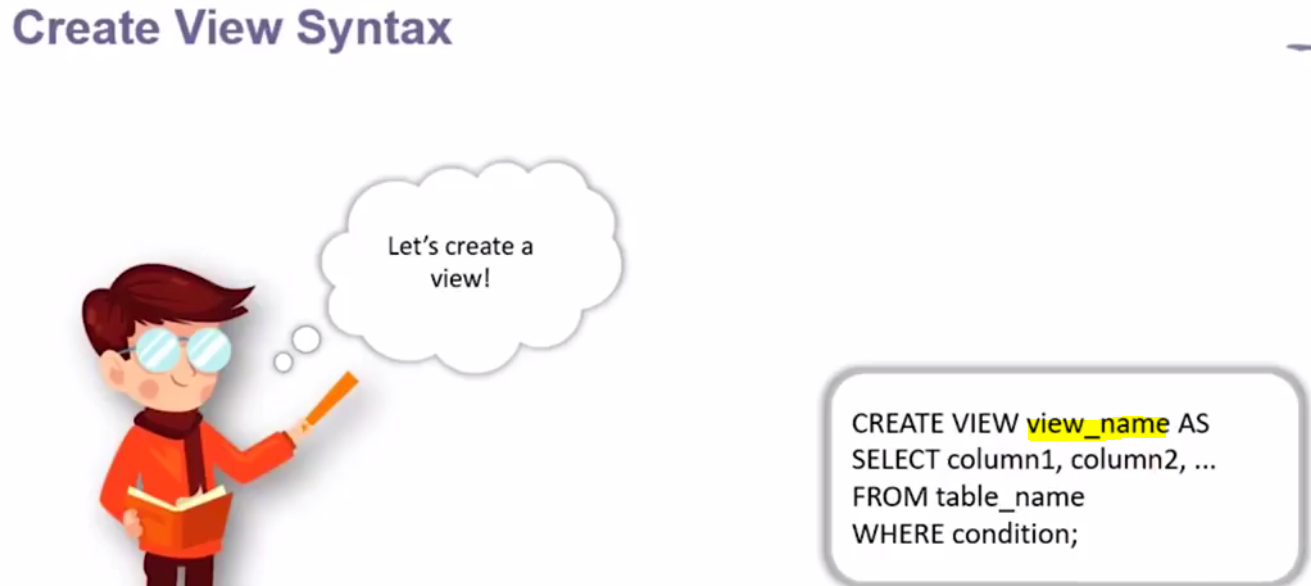 Create View Syntax
Let's create a
view!
CREATE VIEW view_name AS
SELECT column1, column2, ...
FROM table_name
WHERE condition;